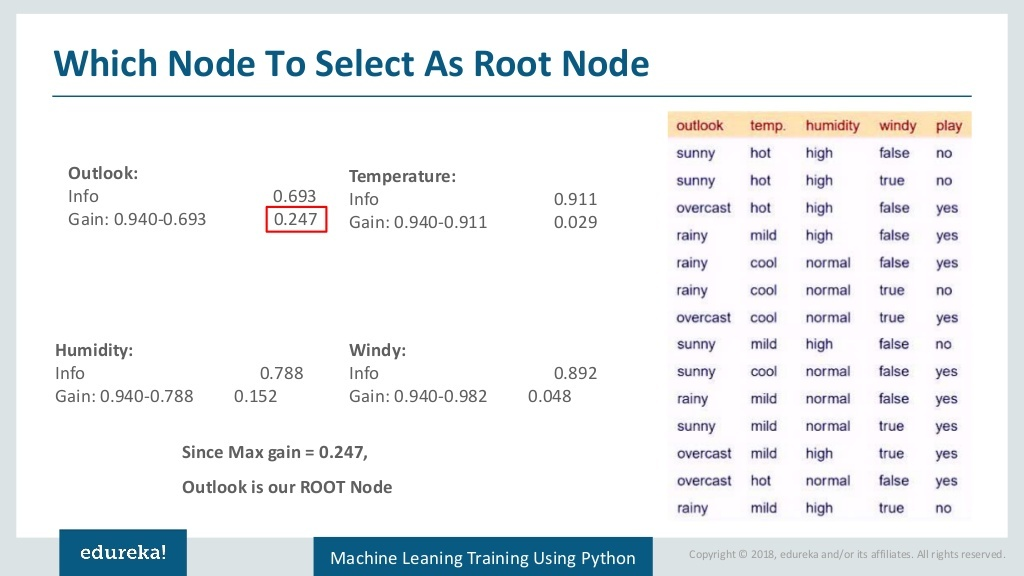 Which Node To Select As Root Node
Outlook:
Info 0.693
Gain: 0.940-0.693 0.247
Temperature:
Info 0.911
Gain: 0.940-0.911 0.029
Humidity:
Info 0.788
Gain: 0.940-0.788 0.152
Windy:
Info 0.892
Gain: 0.940-0.982 0.048
Since Max gain = 0.247,
Outlook is our ROOT Node
outlook temp. humidity windy play
sunny hot high false no
sunny hot high true no
overcast hot high false yes
rainy mild high false yes
rainy cool normal false yes
rainy cool normal true no
overcast cool normal true yes
sunny mild high false no
sunny cool normal false yes
rainy mild normal false yes
sunny mild normal true yes
overcast mild high true yes
overcast hot normal false yes
rainy mild high true no
edureka!
Machine Leaning Training Using Python
Copyright © 2018, edureka and/or its affiliates. All rights reserved.